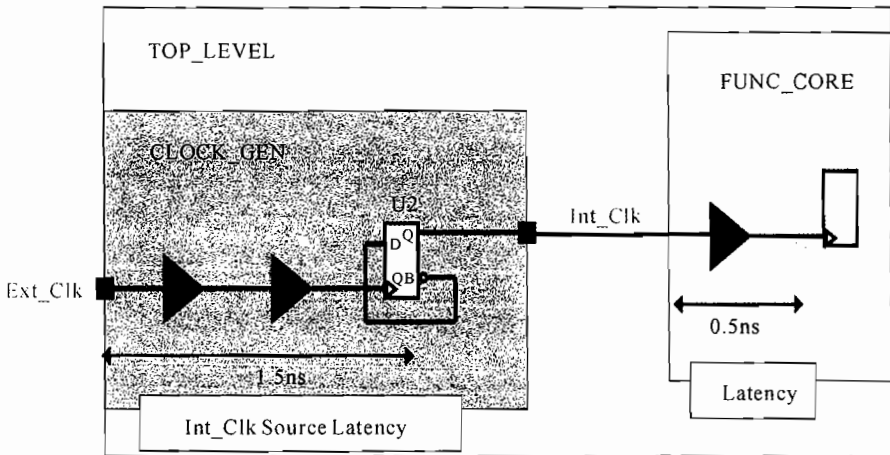 TOP_LEVEL
FUNC_CORE
CLOCK_GEN
U2
D Q
QB
Int_Clk
Ext_Clk
0.5ns
1.5ns
Latency
Int_Clk Source Latency